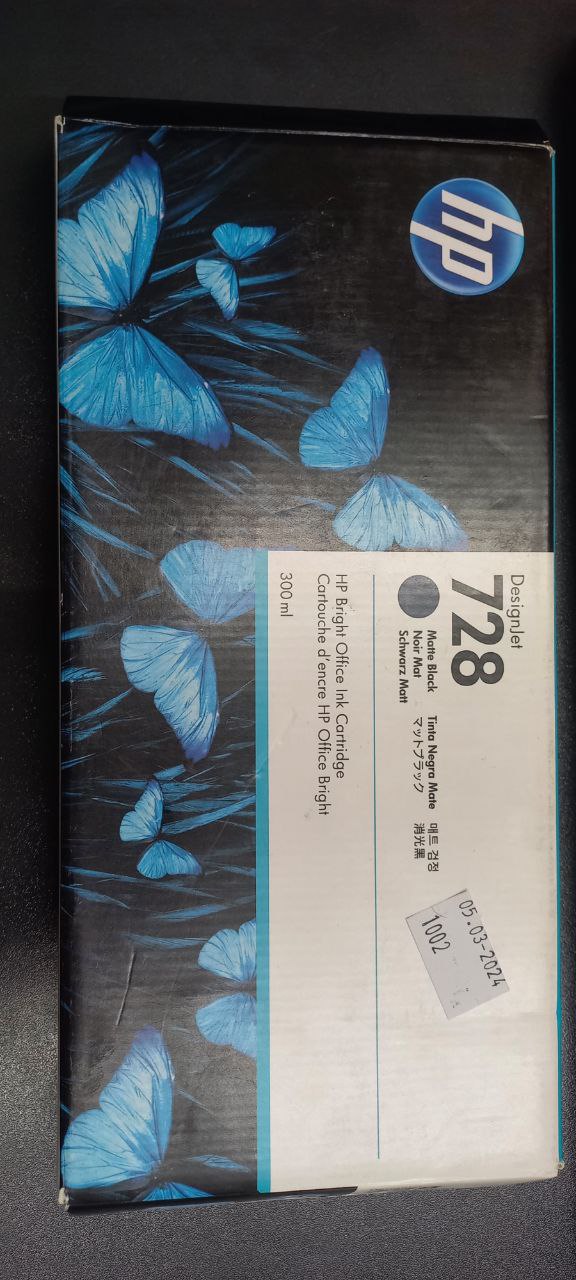 hp
DesignJet
728
Matte Black
Noir Mat
Schwarz Matt
Tinta Negra Mate
マットブラック
매트 검정
消光黒
HP Bright Office Ink Cartridge
Cartouche d'encre HP Office Bright
300 ml
05.03-2024
1002